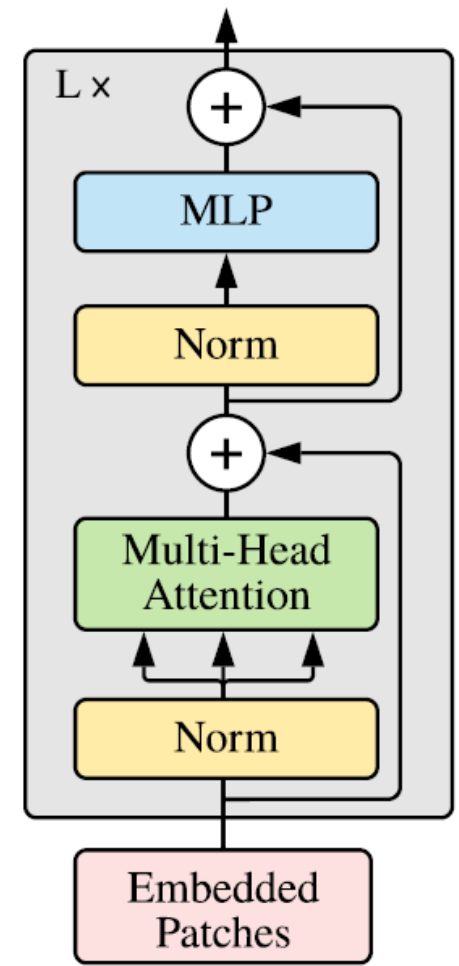 L ×
+
MLP
Norm
+
Multi-Head
Attention
Norm
Embedded
Patches